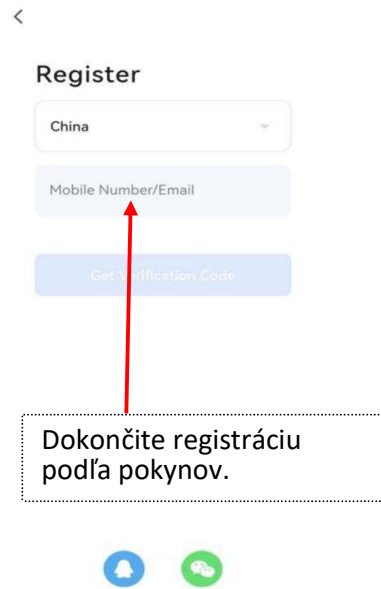 Register
China
Mobile Number/Email
Get Verification Code
Dokončite registráciu
podľa pokynov.